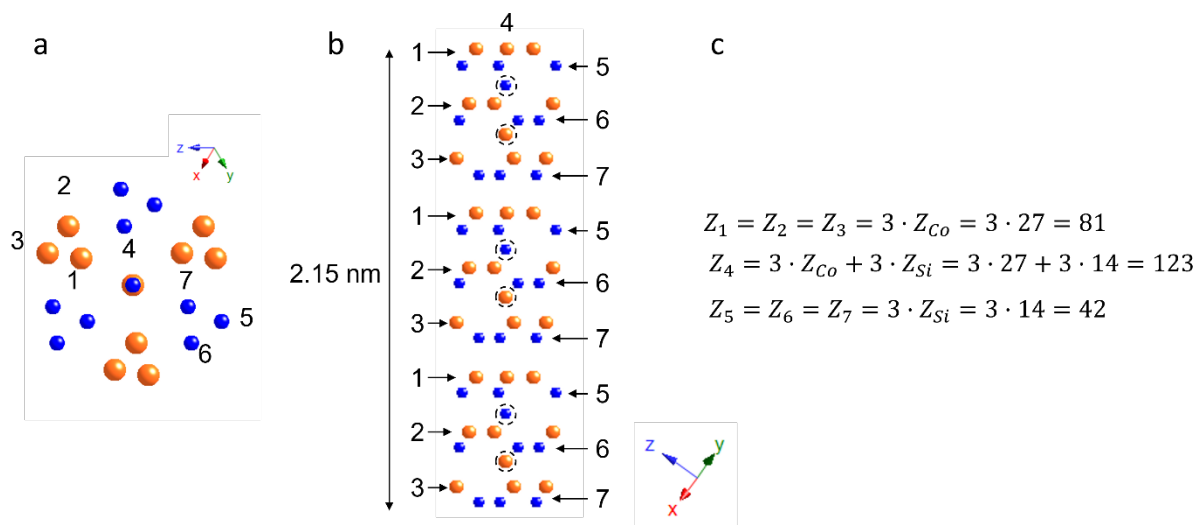 a
z
x
y
2
3
4
1
7
5
6
b
4
2.15 nm
1
5
2
6
3
7
1
5
2
6
3
7
1
5
2
6
3
7
z
y
x
c
Z₁ = Z₂ = Z₃ = 3 · Z_Co = 3 · 27 = 81
Z₄ = 3 · Z_Co + 3 · Z_Si = 3 · 27 + 3 · 14 = 123
Z₅ = Z₆ = Z₇ = 3 · Z_Si = 3 · 14 = 42